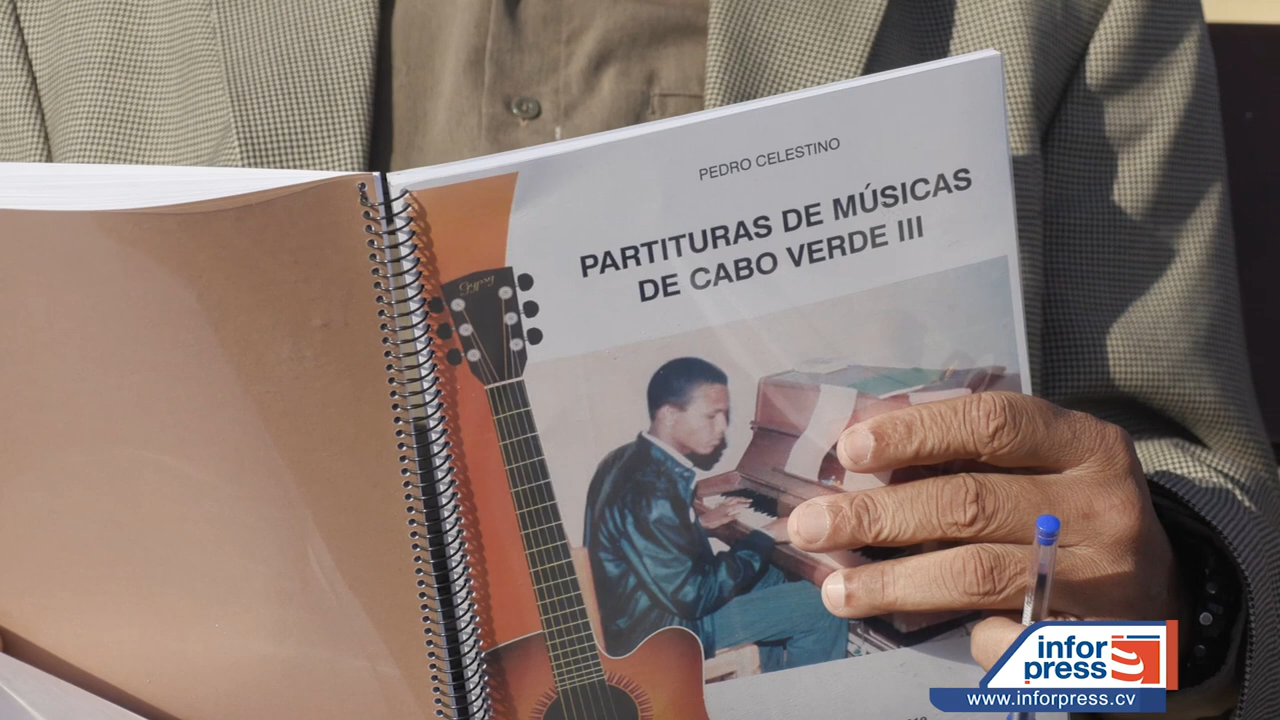 PEDRO CELESTINO
PARTITURAS DE MÚSICAS
DE CABO VERDE III
Gypsy
infor
press
www.inforpress.cv